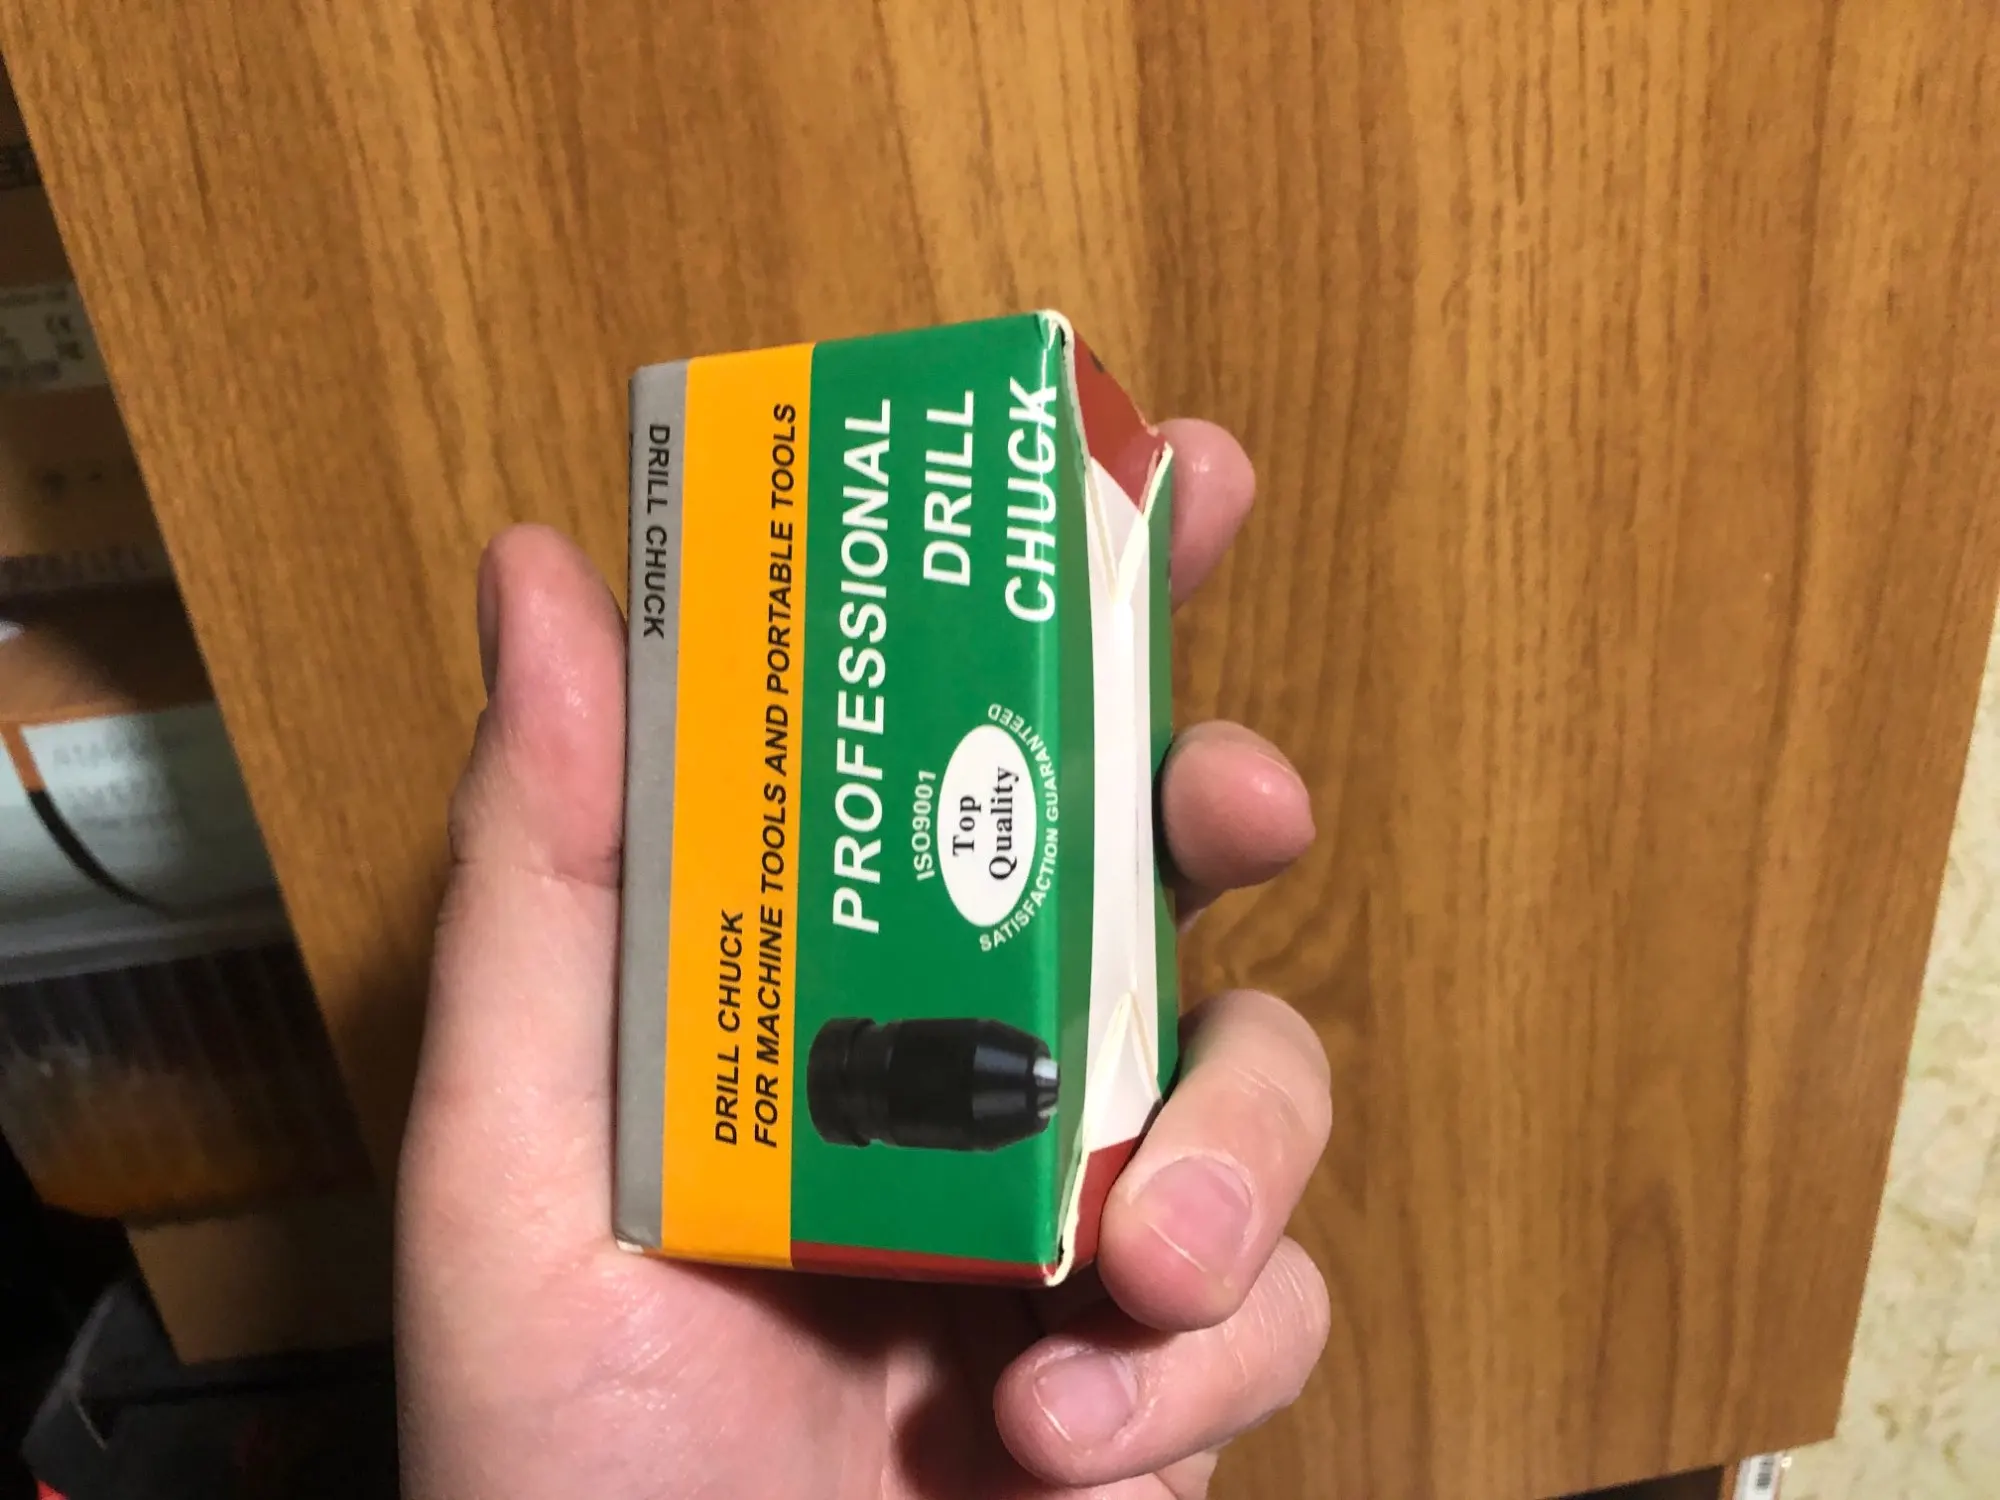 DRILL CHUCK
DRILL CHUCK
FOR MACHINE TOOLS AND PORTABLE TOOLS
PROFESSIONAL
DRILL
CHUCK
ISO9001
Top
Quality
SATISFACTION GUARANTEED